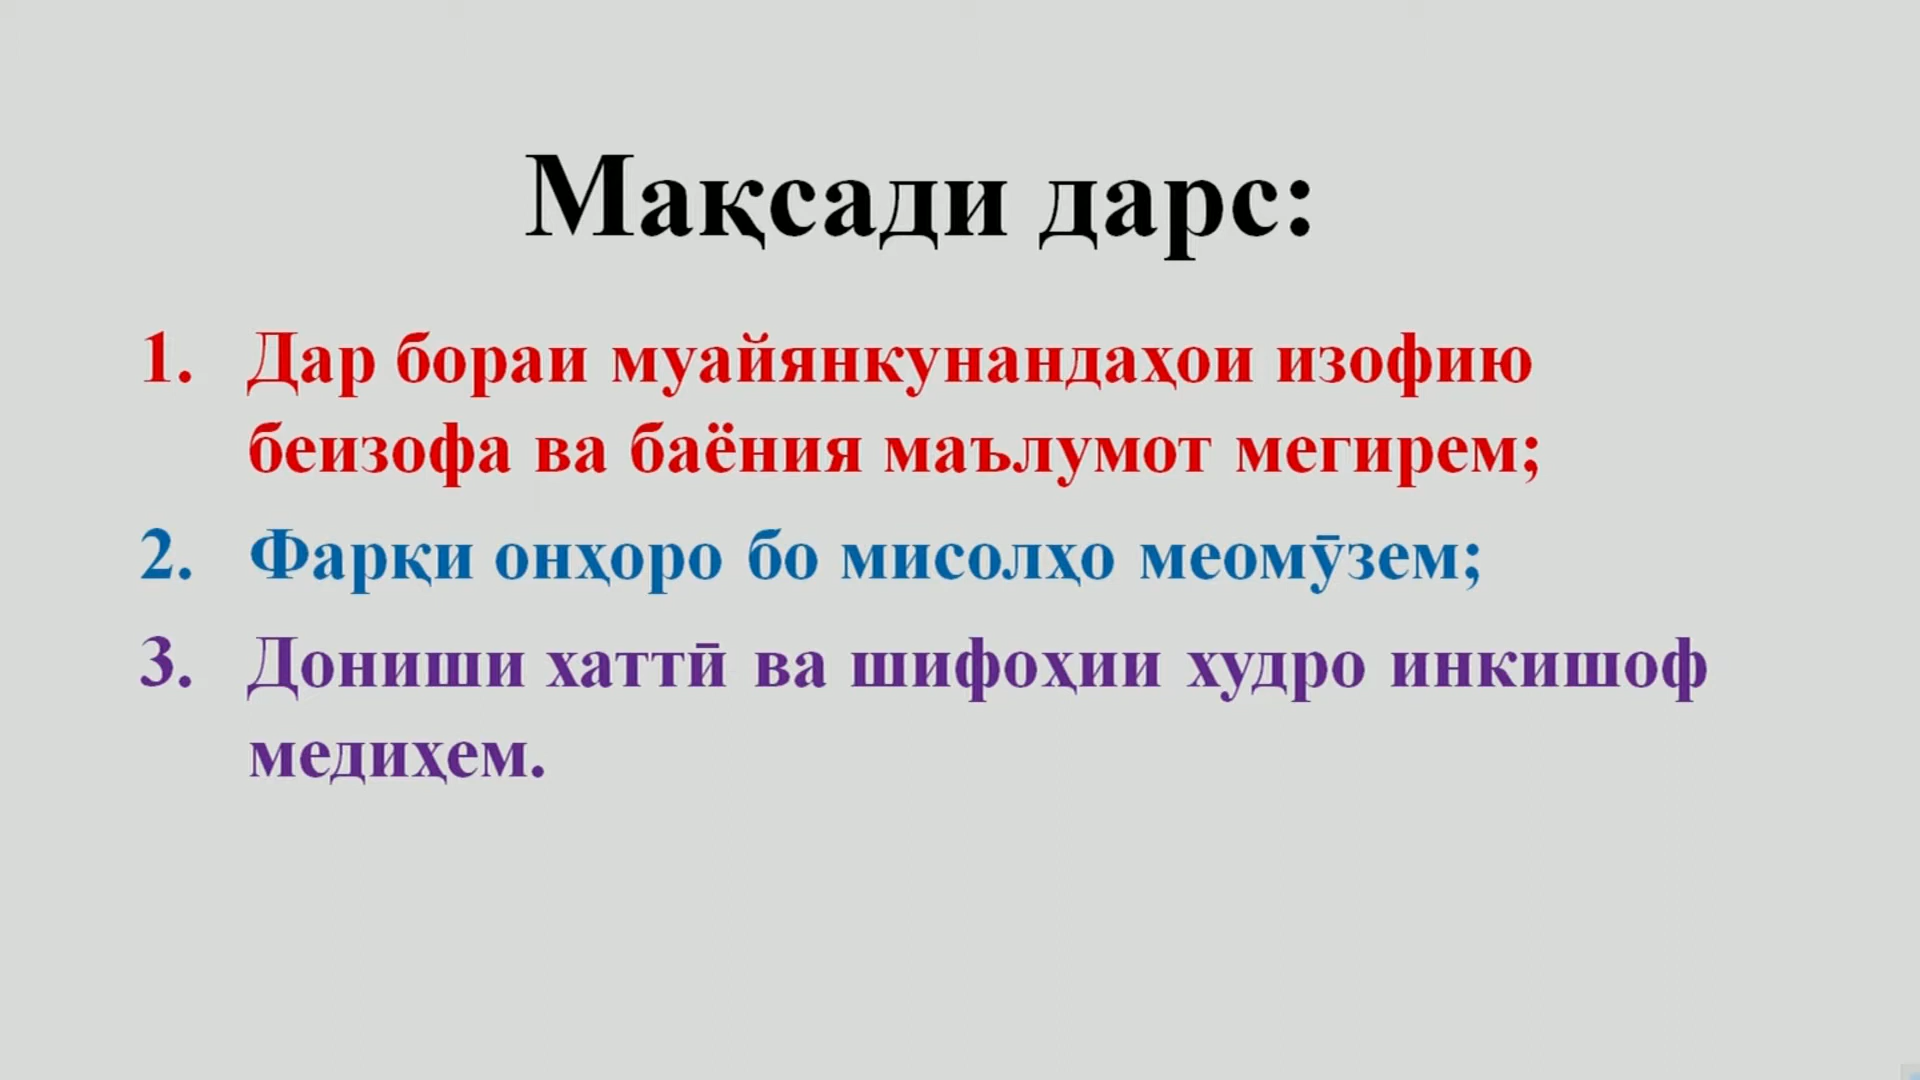 Мақсади дарс:
1. Дар бораи муайянкунандаҳои изофию
беизофа ва баёния маълумот мегирем;
2. Фарқи онҳоро бо мисолҳо меомӯзем;
3. Дониши хаттӣ ва шифоҳии худро инкишоф
медиҳем.